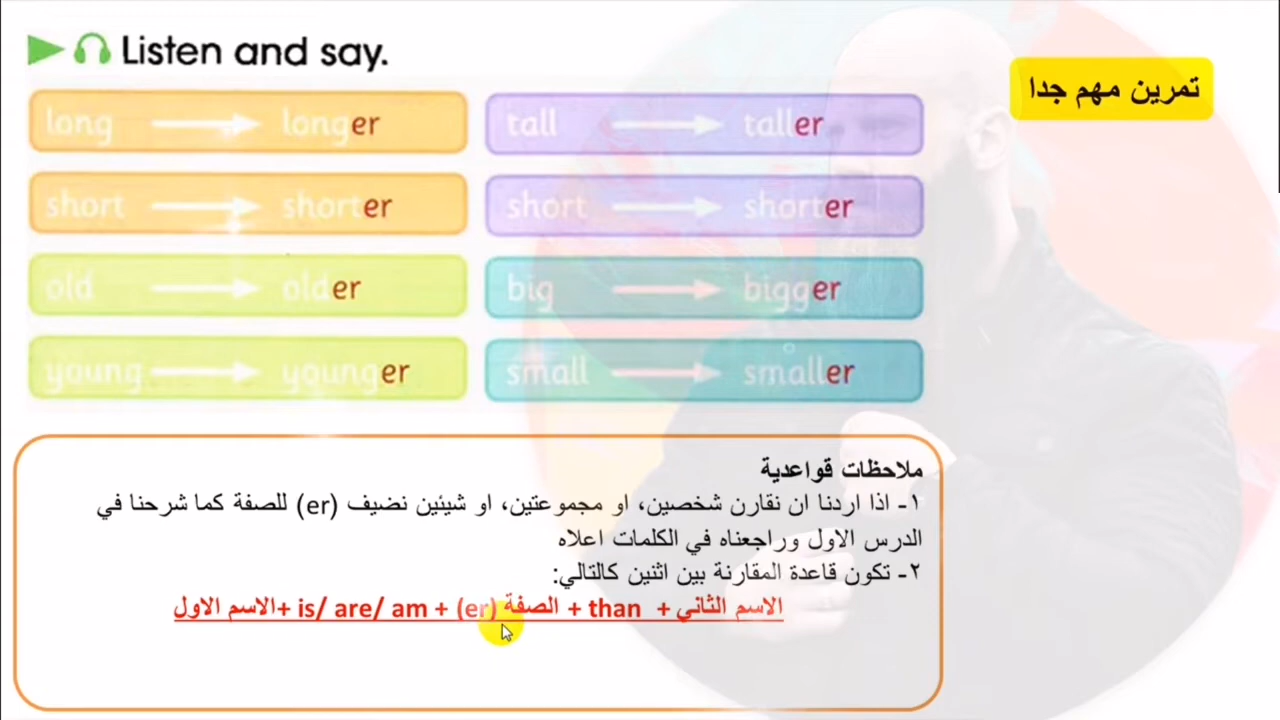 Listen and say.
تمرين مهم جدا
long longer
tall taller
short shorter
short shorter
old older
big bigger
young younger
small smaller
ملاحظات قواعدية
١- اذا اردنا ان نقارن شخصين، او مجموعتين، او شيئين نضيف (er) للصفة كما شرحنا في
الدرس الاول وراجعناه في الكلمات اعلاه
٢- تكون قاعدة المقارنة بين اثنين كالتالي:
الاسم الاول+ is/ are/ am + (er) الصفة + than + الاسم الثاني